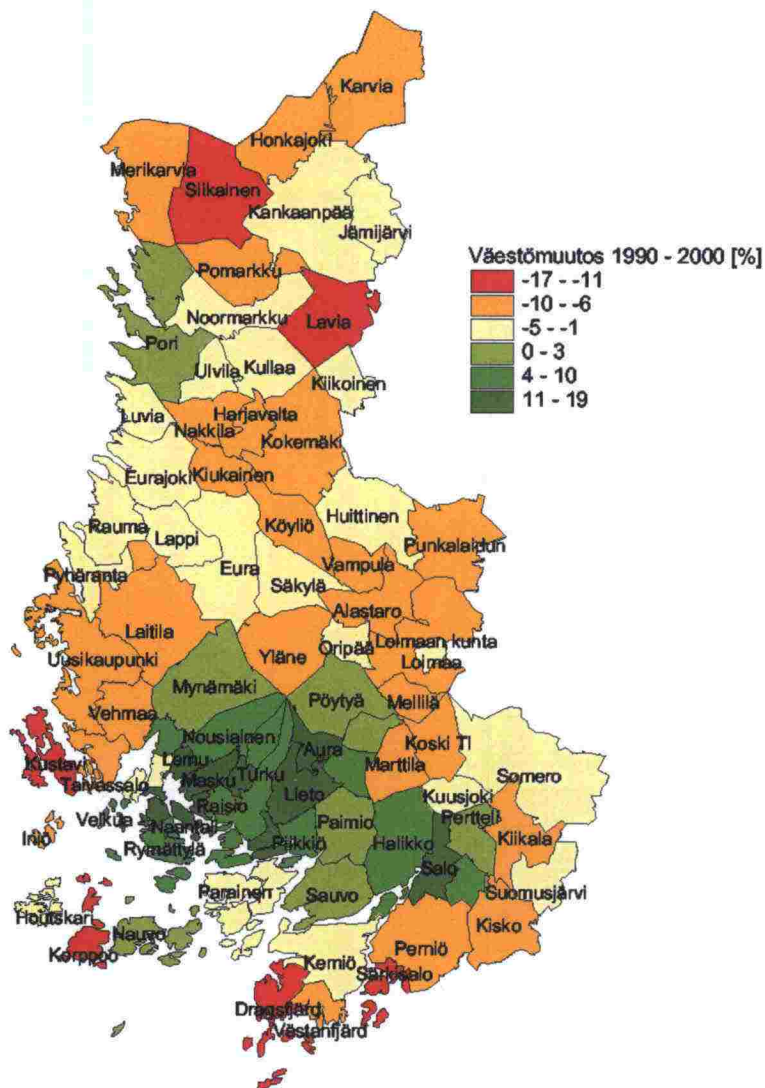 Karvia
Honkajoki
Merikarvia
Siikainen
Kankaanpää
Jämijärvi
Väestömuutos 1990 - 2000 [%]
-17 - -11
-10 - -6
-5 - -1
0 - 3
4 - 10
11 - 19
Pomarkku
Noormarkku
Lavia
Pori
Ulvila
Kullaa
Kiikoinen
Luvia
Harjavalta
Nakkila
Kokemäki
Kiukainen
Eurajoki
Huittinen
Köyliö
Rauma
Lappi
Punkalaidun
Vampula
Eura
Säkylä
Pyhäranta
Alastaro
Laitila
Oripää
Loimaan kunta
Yläne
Loimaa
Uusikaupunki
Mynämäki
Pöytyä
Mellilä
Vehmaa
Nousiainen
Aura
Koski Tl
Marttila
Kustavi
Lemu
Somero
Taivassalo
Masku
Turku
Kuusjoki
Lieto
Raisio
Pertteli
Velkua
Naantali
Paimio
Kiikala
Iniö
Rymättylä
Piikkiö
Halikko
Salo
Suomusjärvi
Parainen
Sauvo
Houtskari
Nauvo
Kisko
Korppoo
Perniö
Kemiö
Särkisalo
Dragsfjärd
Västanfjärd